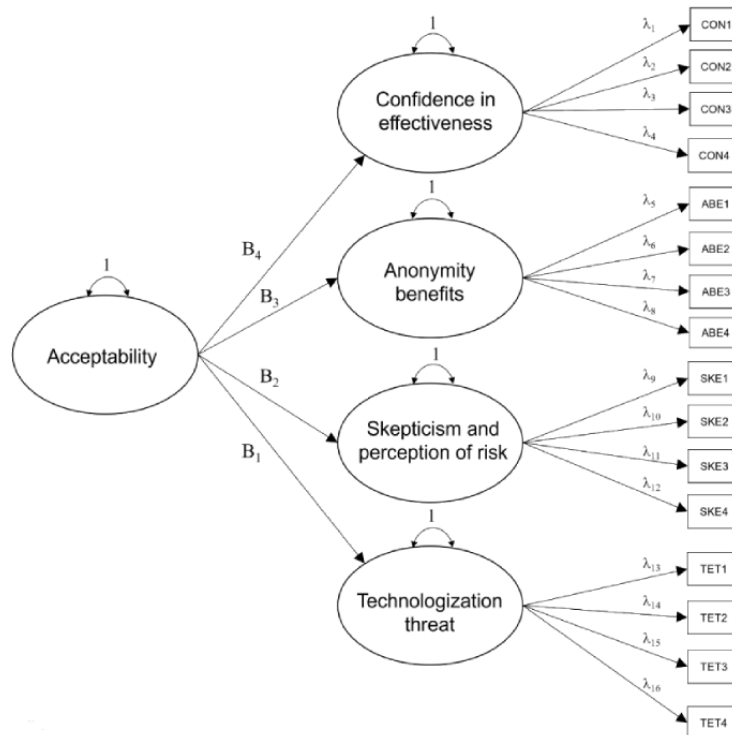 1
λ₁
CON1
λ₂
CON2
Confidence in
effectiveness
λ₃
CON3
λ₄
CON4
1
λ₅
ABE1
B₄
λ₆
ABE2
1
Anonymity
benefits
B₃
λ₇
ABE3
λ₈
ABE4
Acceptability
1
B₂
λ₉
SKE1
λ₁₀
SKE2
Skepticism and
perception of risk
B₁
λ₁₁
SKE3
λ₁₂
SKE4
1
λ₁₃
TET1
Technologization
threat
λ₁₄
TET2
λ₁₅
TET3
λ₁₆
TET4